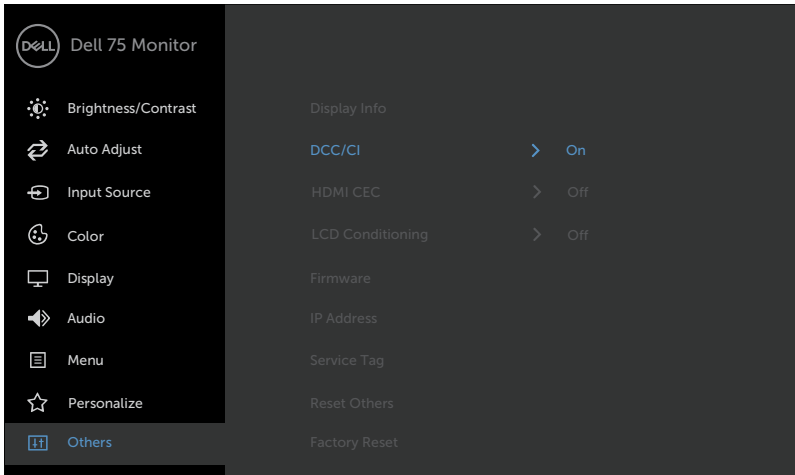 DELL Dell 75 Monitor
Brightness/Contrast Display Info
Auto Adjust DCC/CI On
Input Source HDMI CEC Off
Color LCD Conditioning Off
Display Firmware
Audio IP Address
Menu Service Tag
Personalize Reset Others
Others Factory Reset